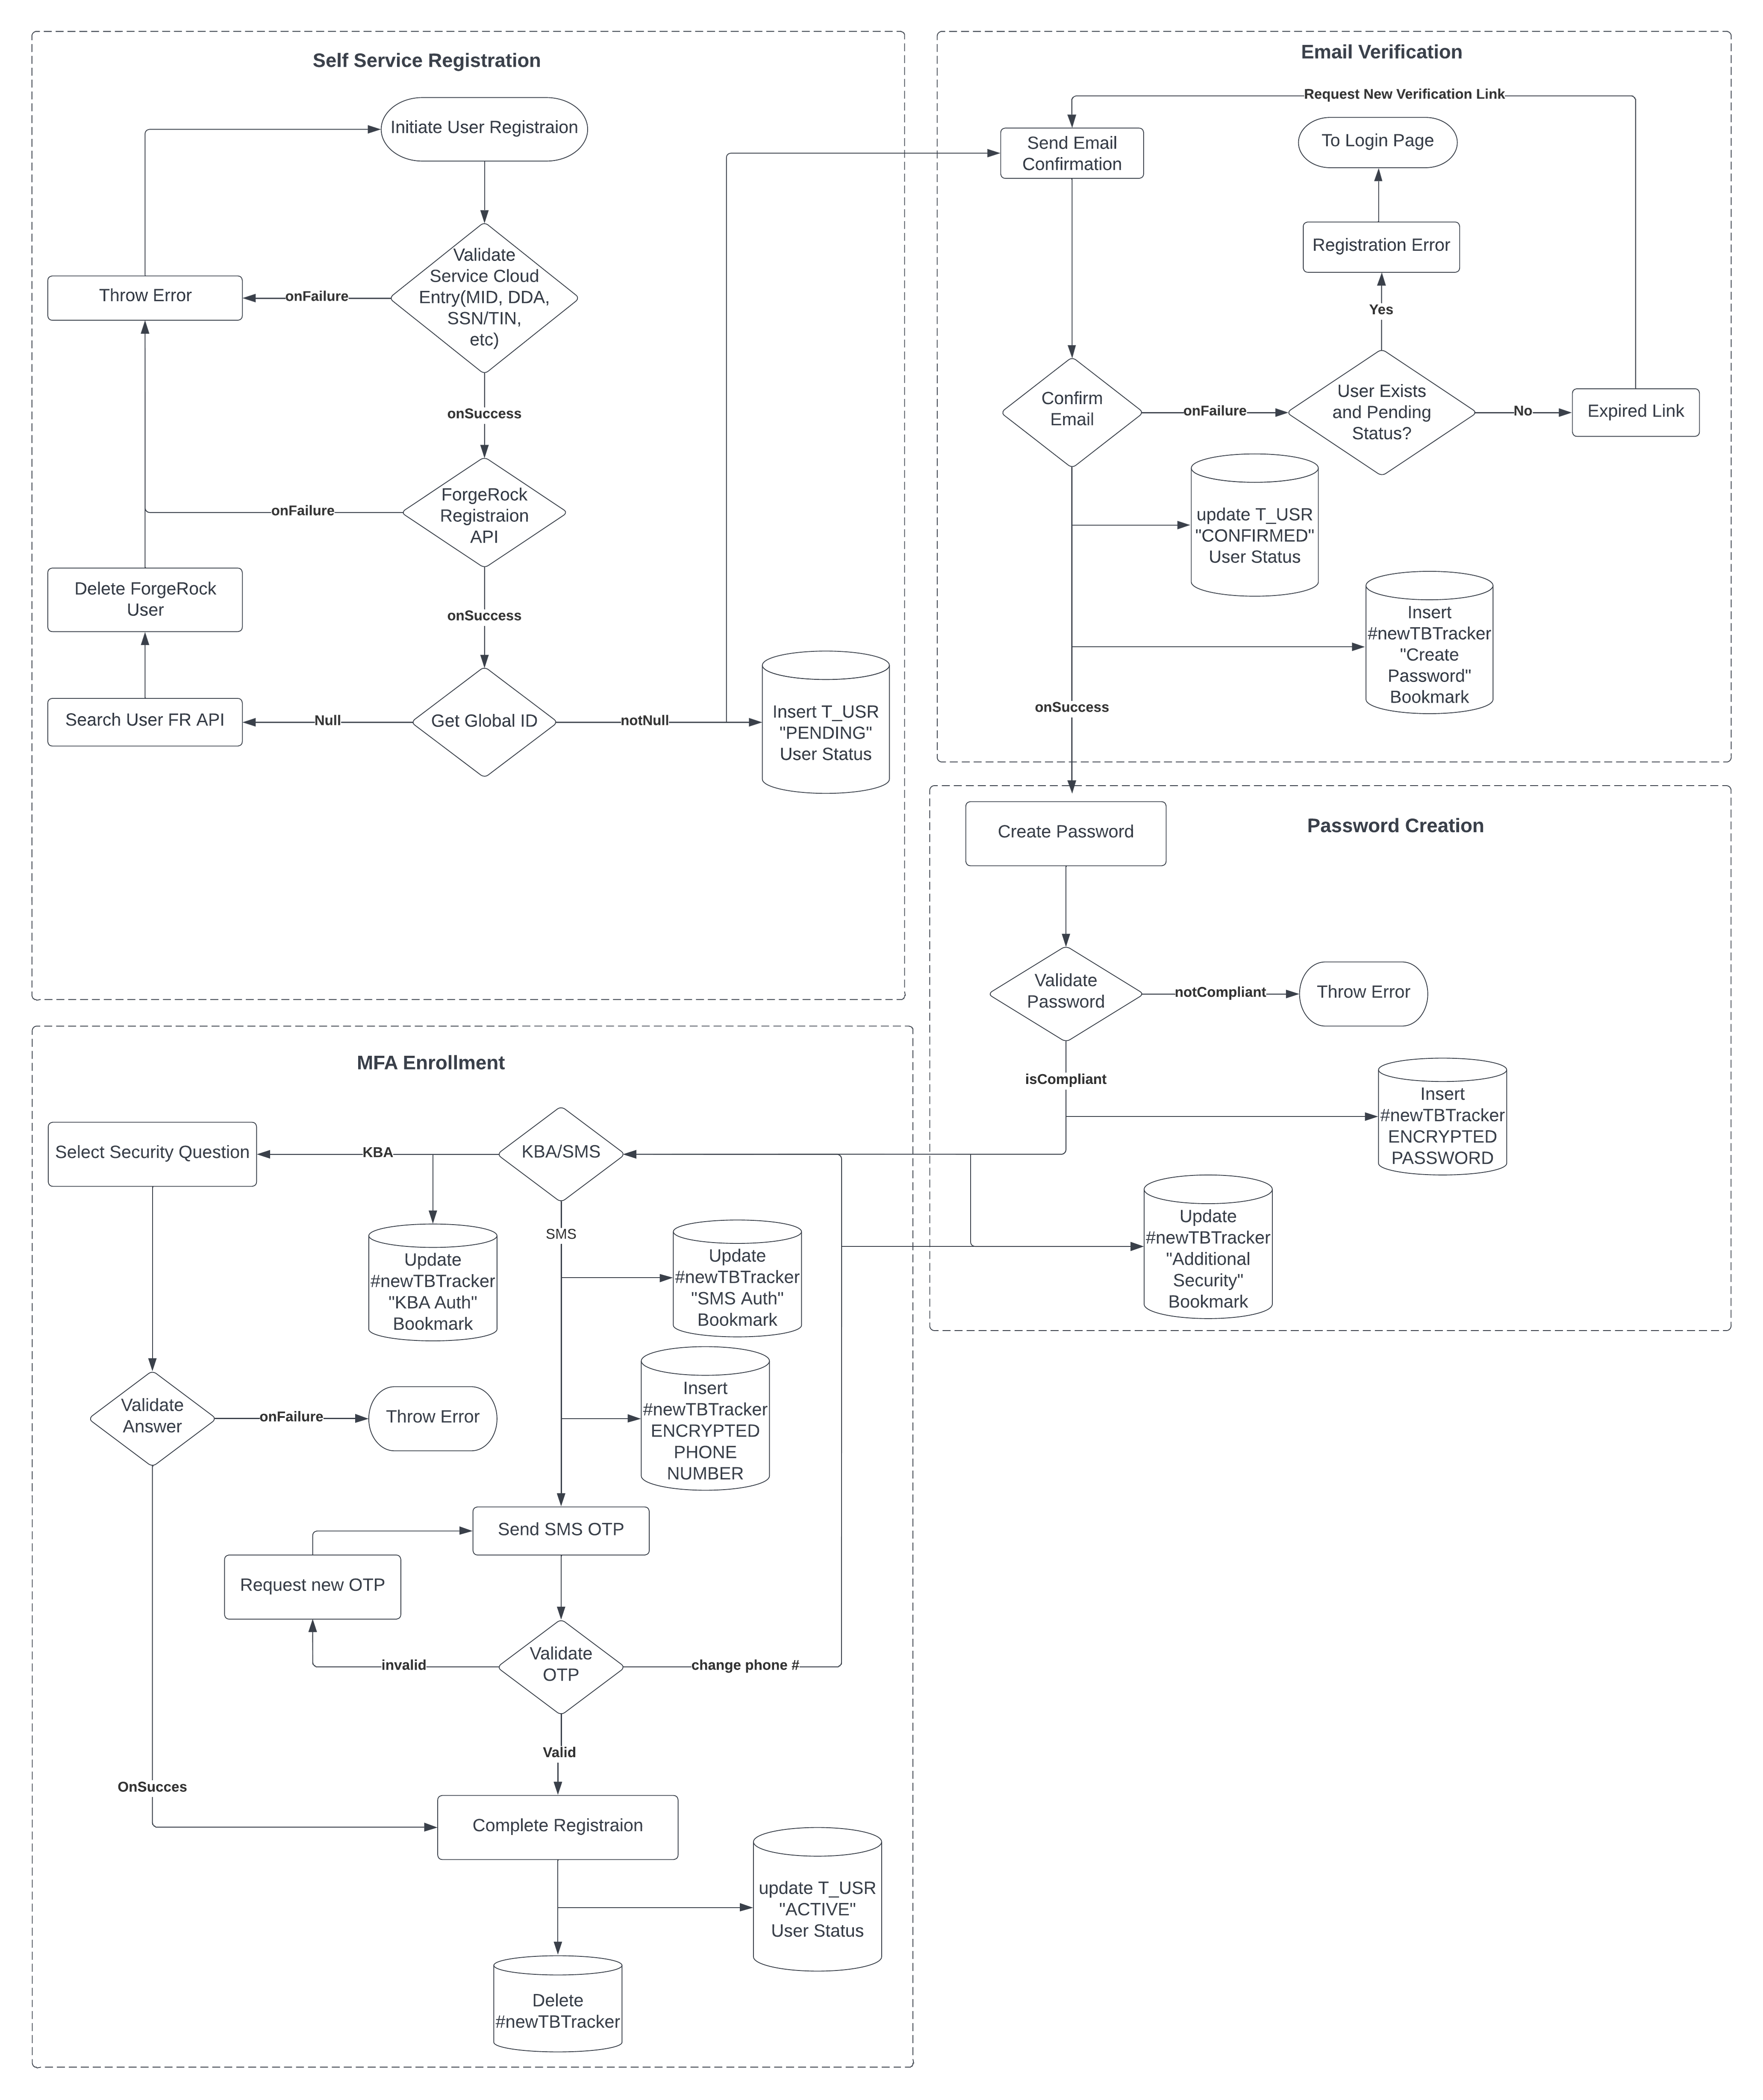 Self Service Registration
Initiate User Registraion
Validate
Service Cloud
Entry(MID, DDA,
SSN/TIN,
etc)
onFailure
Throw Error
onSuccess
ForgeRock
Registraion
API
onFailure
Delete ForgeRock
User
onSuccess
Search User FR API
Null
Get Global ID
notNull
Insert T_USR
"PENDING"
User Status
Email Verification
Request New Verification Link
Send Email
Confirmation
To Login Page
Registration Error
Yes
Confirm
Email
onFailure
User Exists
and Pending
Status?
No
Expired Link
update T_USR
"CONFIRMED"
User Status
Insert
#newTBTracker
"Create
Password"
Bookmark
onSuccess
Password Creation
Create Password
Validate
Password
notCompliant
Throw Error
isCompliant
Insert
#newTBTracker
ENCRYPTED
PASSWORD
Update
#newTBTracker
"Additional
Security"
Bookmark
MFA Enrollment
Select Security Question
KBA
KBA/SMS
SMS
Update
#newTBTracker
"KBA Auth"
Bookmark
Update
#newTBTracker
"SMS Auth"
Bookmark
Insert
#newTBTracker
ENCRYPTED
PHONE
NUMBER
Validate
Answer
onFailure
Throw Error
Send SMS OTP
Request new OTP
Validate
OTP
invalid
change phone #
Valid
OnSucces
Complete Registraion
update T_USR
"ACTIVE"
User Status
Delete
#newTBTracker